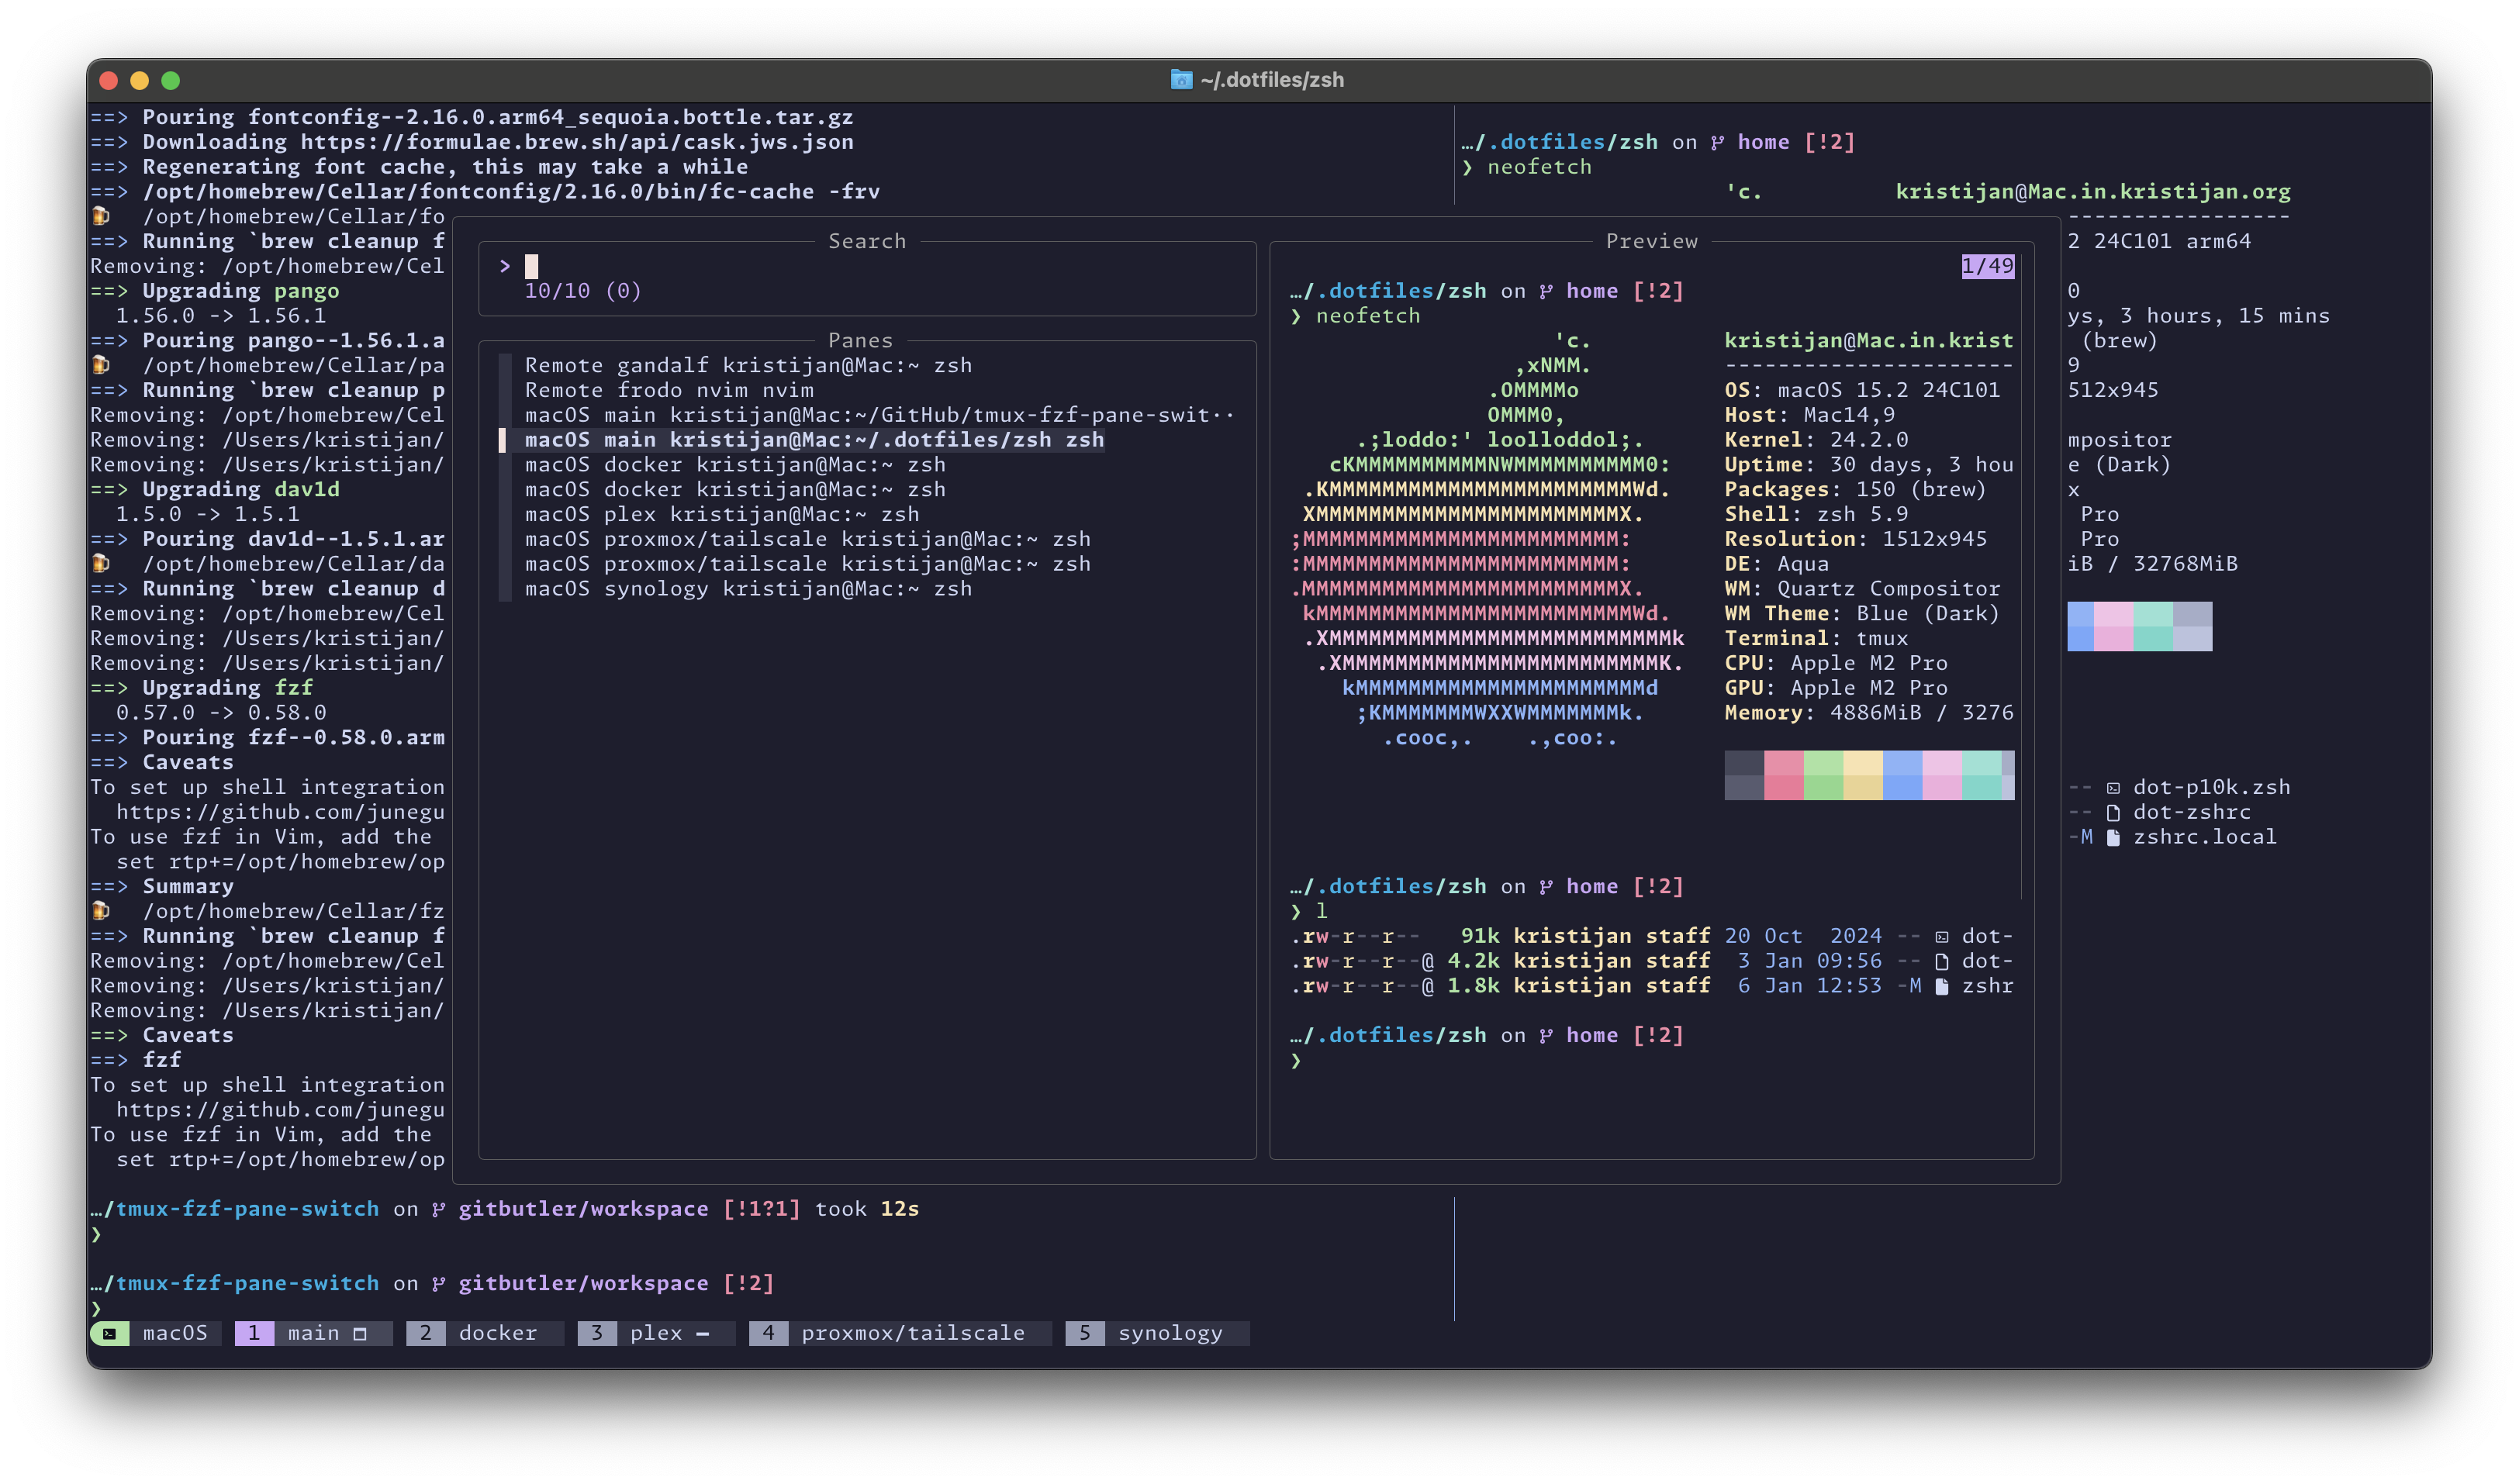 ~/.dotfiles/zsh
==> Pouring fontconfig--2.16.0.arm64_sequoia.bottle.tar.gz
==> Downloading https://formulae.brew.sh/api/cask.jws.json
==> Regenerating font cache, this may take a while
==> /opt/homebrew/Cellar/fontconfig/2.16.0/bin/fc-cache -frv
/opt/homebrew/Cellar/fo
==> Running `brew cleanup f
Removing: /opt/homebrew/Cel
==> Upgrading pango
1.56.0 -> 1.56.1
==> Pouring pango--1.56.1.a
/opt/homebrew/Cellar/pa
==> Running `brew cleanup p
Removing: /opt/homebrew/Cel
Removing: /Users/kristijan/
Removing: /Users/kristijan/
==> Upgrading dav1d
1.5.0 -> 1.5.1
==> Pouring dav1d--1.5.1.ar
/opt/homebrew/Cellar/da
==> Running `brew cleanup d
Removing: /opt/homebrew/Cel
Removing: /Users/kristijan/
Removing: /Users/kristijan/
==> Upgrading fzf
0.57.0 -> 0.58.0
==> Pouring fzf--0.58.0.arm
==> Caveats
To set up shell integration
https://github.com/junegu
To use fzf in Vim, add the
set rtp+=/opt/homebrew/op
==> Summary
/opt/homebrew/Cellar/fz
==> Running `brew cleanup f
Removing: /opt/homebrew/Cel
Removing: /Users/kristijan/
Removing: /Users/kristijan/
==> Caveats
==> fzf
To set up shell integration
https://github.com/junegu
To use fzf in Vim, add the
set rtp+=/opt/homebrew/op
…/tmux-fzf-pane-switch on gitbutler/workspace [!1?1] took 12s
❯
…/tmux-fzf-pane-switch on gitbutler/workspace [!2]
❯
Search
>
10/10 (0)
Panes
Remote gandalf kristijan@Mac:~ zsh
Remote frodo nvim nvim
macOS main kristijan@Mac:~/GitHub/tmux-fzf-pane-swit··
macOS main kristijan@Mac:~/.dotfiles/zsh zsh
macOS docker kristijan@Mac:~ zsh
macOS docker kristijan@Mac:~ zsh
macOS plex kristijan@Mac:~ zsh
macOS proxmox/tailscale kristijan@Mac:~ zsh
macOS proxmox/tailscale kristijan@Mac:~ zsh
macOS synology kristijan@Mac:~ zsh
Preview
1/49
…/.dotfiles/zsh on home [!2]
❯ neofetch
'c. kristijan@Mac.in.krist
,xNMM. ----------------------
.OMMMMo OS: macOS 15.2 24C101
OMMM0, Host: Mac14,9
.;loddo:' loolloddol;. Kernel: 24.2.0
cKMMMMMMMMMMNWMMMMMMMMMM0: Uptime: 30 days, 3 hou
.KMMMMMMMMMMMMMMMMMMMMMMMWd. Packages: 150 (brew)
XMMMMMMMMMMMMMMMMMMMMMMMX. Shell: zsh 5.9
;MMMMMMMMMMMMMMMMMMMMMMMM: Resolution: 1512x945
:MMMMMMMMMMMMMMMMMMMMMMMM: DE: Aqua
.MMMMMMMMMMMMMMMMMMMMMMMMX. WM: Quartz Compositor
kMMMMMMMMMMMMMMMMMMMMMMMMWd. WM Theme: Blue (Dark)
.XMMMMMMMMMMMMMMMMMMMMMMMMMMk Terminal: tmux
.XMMMMMMMMMMMMMMMMMMMMMMMMK. CPU: Apple M2 Pro
kMMMMMMMMMMMMMMMMMMMMMMd GPU: Apple M2 Pro
;KMMMMMMMWXXWMMMMMMMk. Memory: 4886MiB / 3276
.cooc,. .,coo:.
…/.dotfiles/zsh on home [!2]
❯ l
.rw-r--r-- 91k kristijan staff 20 Oct 2024 -- dot-
.rw-r--r--@ 4.2k kristijan staff 3 Jan 09:56 -- dot-
.rw-r--r--@ 1.8k kristijan staff 6 Jan 12:53 -M zshr
…/.dotfiles/zsh on home [!2]
❯
…/.dotfiles/zsh on home [!2]
❯ neofetch
'c. kristijan@Mac.in.kristijan.org
-----------------
2 24C101 arm64
0
ys, 3 hours, 15 mins
(brew)
9
512x945
mpositor
e (Dark)
x
Pro
Pro
iB / 32768MiB
-- dot-p10k.zsh
-- dot-zshrc
-M zshrc.local
macOS 1 main 2 docker 3 plex – 4 proxmox/tailscale 5 synology